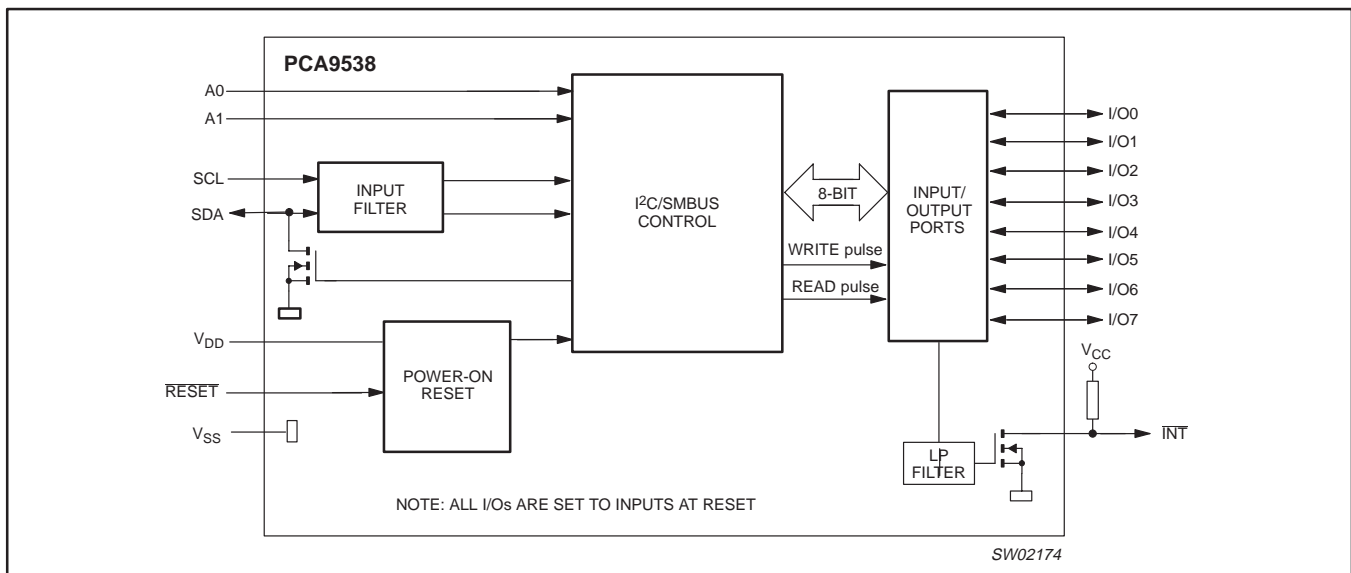 PCA9538
A0
A1
SCL
SDA
INPUT
FILTER
I²C/SMBUS
CONTROL
8-BIT
WRITE pulse
READ pulse
INPUT/
OUTPUT
PORTS
I/O0
I/O1
I/O2
I/O3
I/O4
I/O5
I/O6
I/O7
VDD
RESET
VSS
POWER-ON
RESET
VCC
INT
LP
FILTER
NOTE: ALL I/Os ARE SET TO INPUTS AT RESET
SW02174